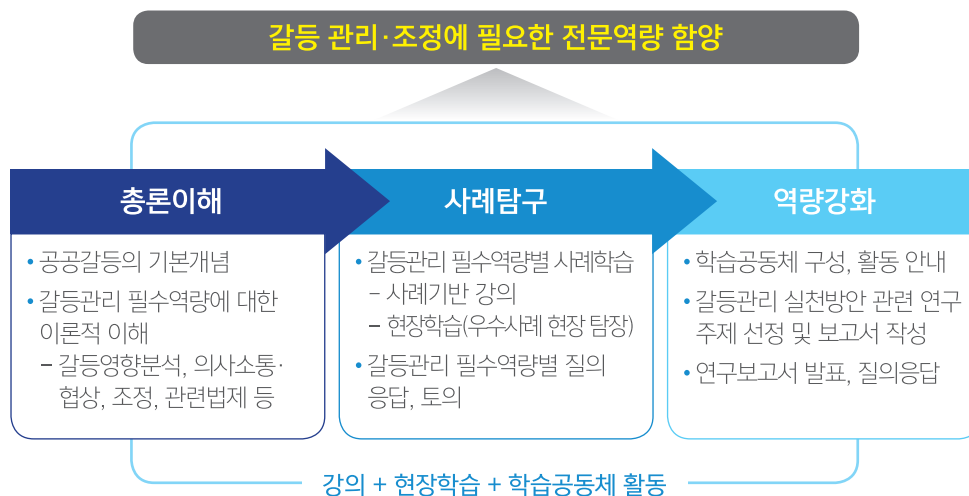 갈등 관리·조정에 필요한 전문역량 함양
총론이해
• 공공갈등의 기본개념
• 갈등관리 필수역량에 대한
이론적 이해
– 갈등영향분석, 의사소통·
협상, 조정, 관련법제 등
사례탐구
• 갈등관리 필수역량별 사례학습
– 사례기반 강의
– 현장학습(우수사례 현장 탐장)
• 갈등관리 필수역량별 질의
응답, 토의
역량강화
• 학습공동체 구성, 활동 안내
• 갈등관리 실천방안 관련 연구
주제 선정 및 보고서 작성
• 연구보고서 발표, 질의응답
강의 + 현장학습 + 학습공동체 활동